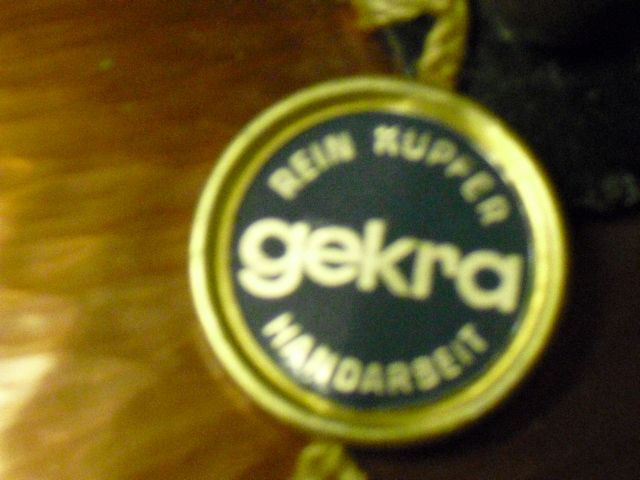 REIN KUPFER
gekra
HANDARBEIT